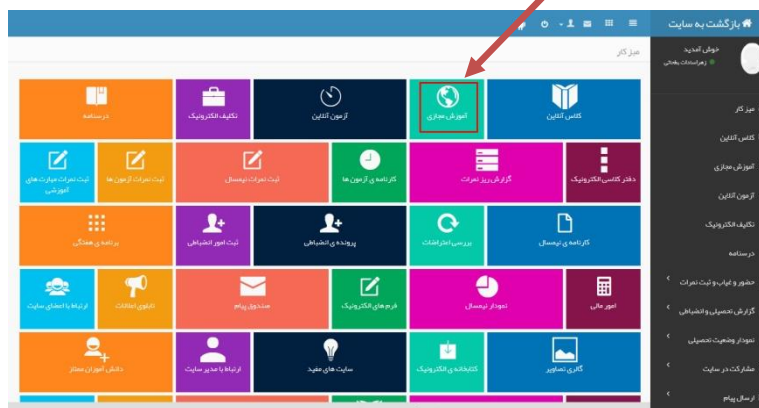 بازگشت به سایت
خوش آمدید
میز کار
میز کار
کلاس آنلاین
آموزش مجازی
آزمون آنلاین
تکلیف الکترونیک
درسنامه
حضور و غیاب و ثبت نمرات
گزارش تحصیلی و انضباطی
نمودار وضعیت تحصیلی
مشارکت در سایت
ارسال پیام
کلاس آنلاین
آموزش مجازی
آزمون آنلاین
تکلیف الکترونیک
درسنامه
دفتر کلاسی الکترونیک
گزارش ریز نمرات
کارنامه ی آزمون ها
ثبت نمرات نیمسال
ثبت نمرات آزمون ها
ثبت نمرات مهارت های
آموزشی
کارنامه ی نیمسال
بررسی اعتراضات
پرونده ی انضباطی
ثبت امور انضباطی
برنامه ی هفتگی
امور مالی
نمودار نیمسال
فرم های الکترونیک
صندوق پیام
تابلوی اعلانات
ارتباط با اعضای سایت
گالری تصاویر
کتابخانه ی الکترونیک
سایت های مفید
ارتباط با مدیر سایت
دانش آموزان ممتاز